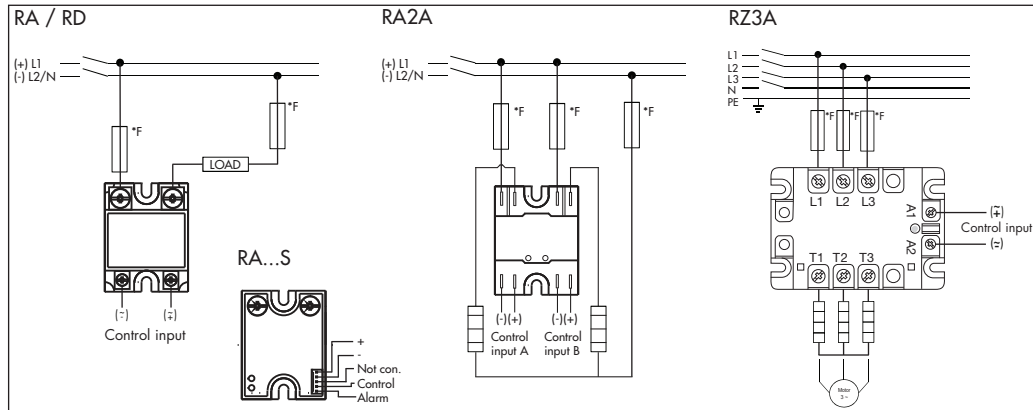 RA / RD
(+) L1
(-) L2/N
*F
*F
LOAD
(≂) (±)
Control input
RA...S
+
-
Not con.
Control
Alarm
RA2A
(+) L1
(-) L2/N
*F
*F
*F
(-)(+)
Control
input A
(-)(+)
Control
input B
RZ3A
L1
L2
L3
N
PE
*F
*F
*F
L1 L2 L3
A1
A2
Control input
T1 T2 T3
Motor
3 ~